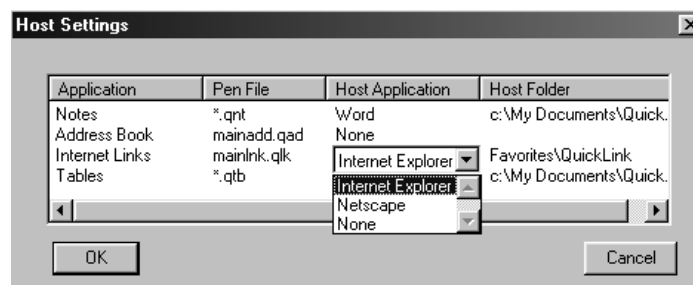 Host Settings
Application Pen File Host Application Host Folder
Notes *.qnt Word c:\My Documents\Quick.
Address Book mainadd.qad None
Internet Links mainlnk.qlk Internet Explorer Favorites\QuickLink
Tables *.qtb c:\My Documents\Quick.
Internet Explorer
Netscape
None
OK Cancel